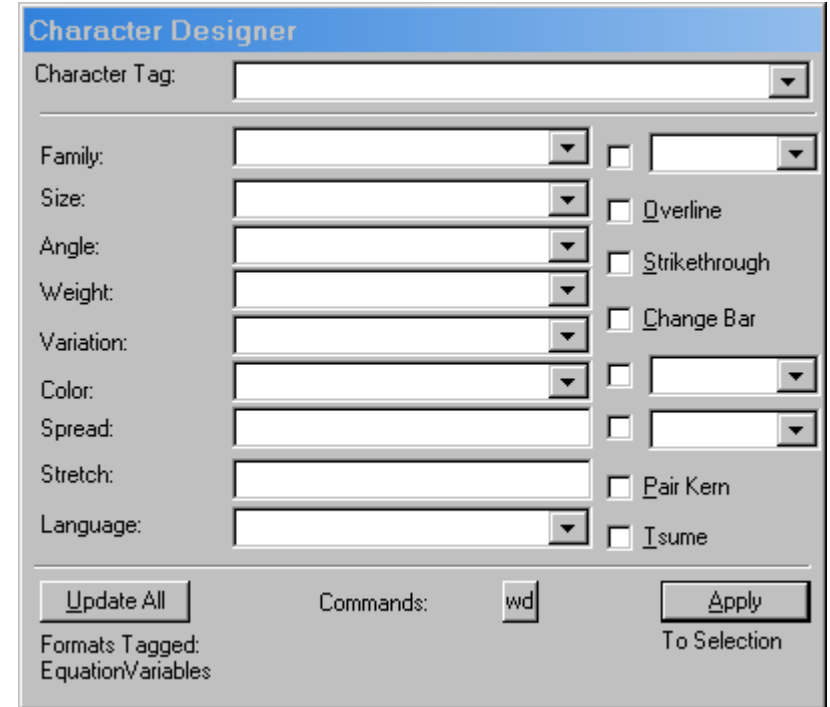 Character Designer
Character Tag:
Family:
Size:
Overline
Angle:
Strikethrough
Weight:
Change Bar
Variation:
Color:
Spread:
Stretch:
Pair Kern
Language:
Tsume
Update All
Commands:
wd
Apply
Formats Tagged:
To Selection
EquationVariables